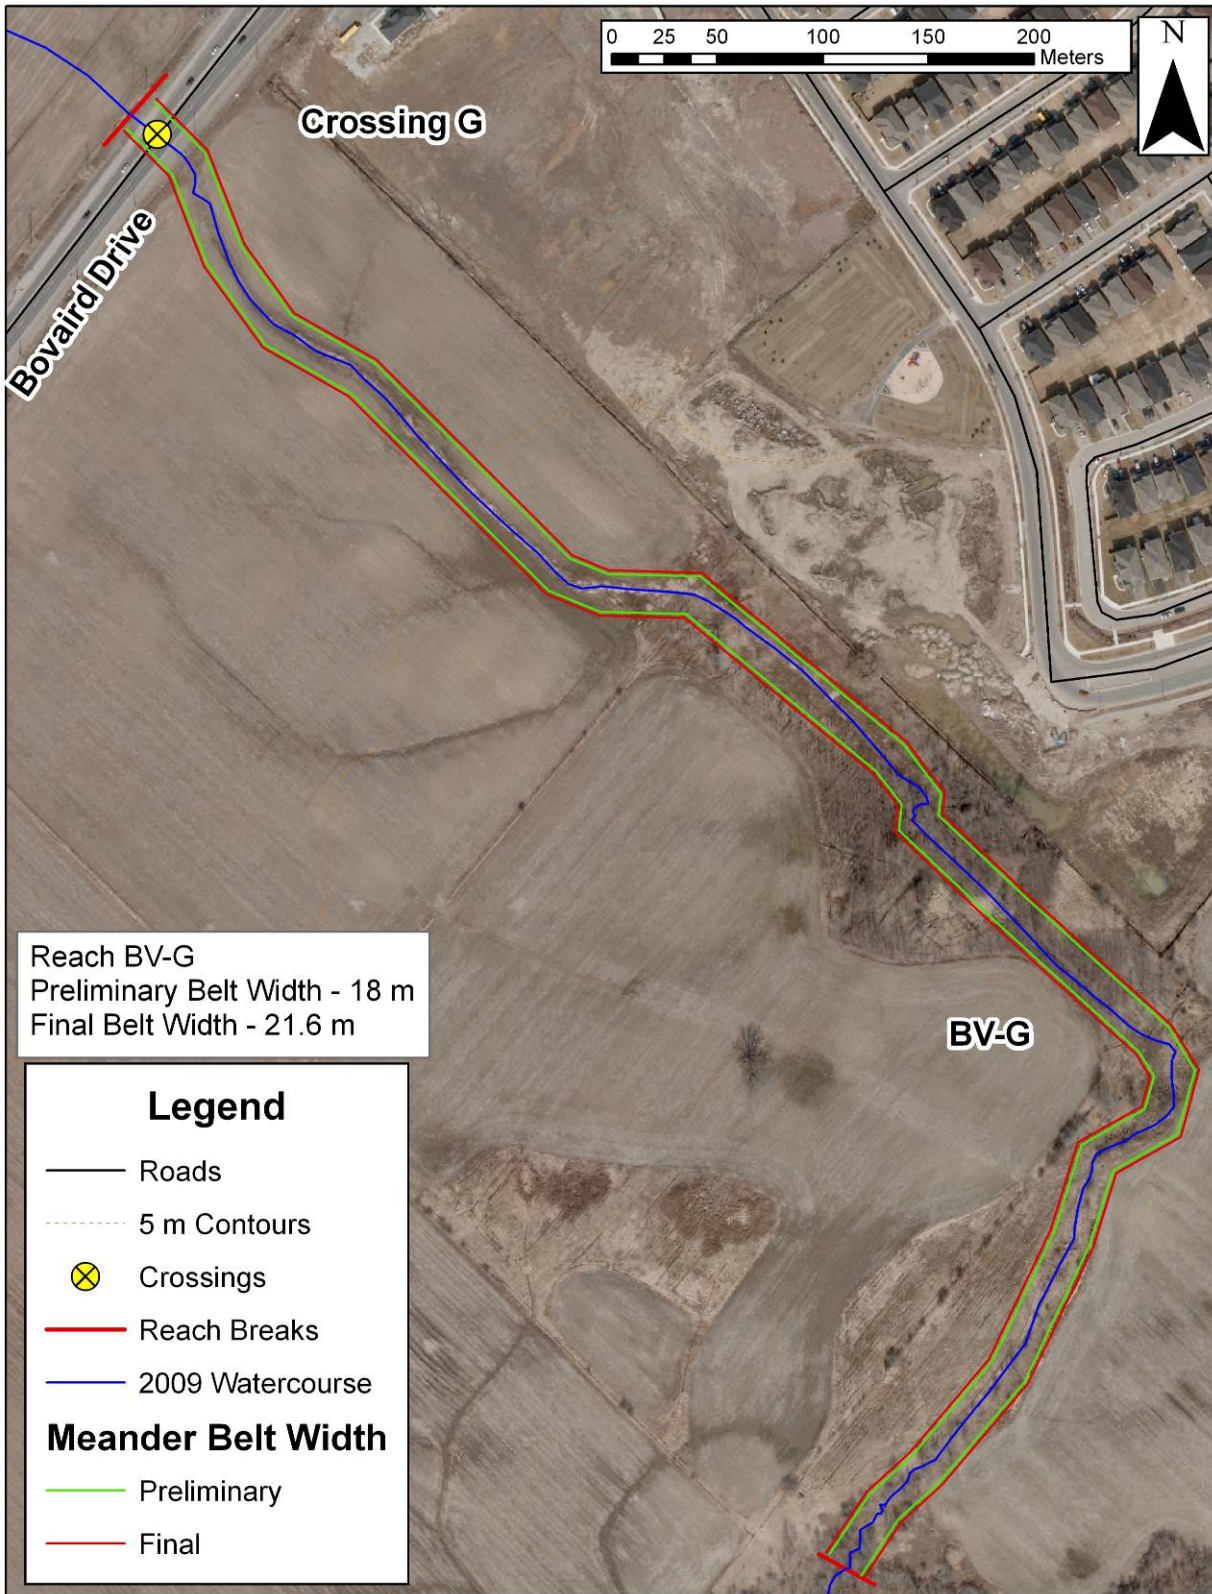 0 25 50 100 150 200
Meters
N
Crossing G
Bovaird Drive
Reach BV-G
Preliminary Belt Width - 18 m
Final Belt Width - 21.6 m
BV-G
Legend
Roads
5 m Contours
Crossings
Reach Breaks
2009 Watercourse
Meander Belt Width
Preliminary
Final